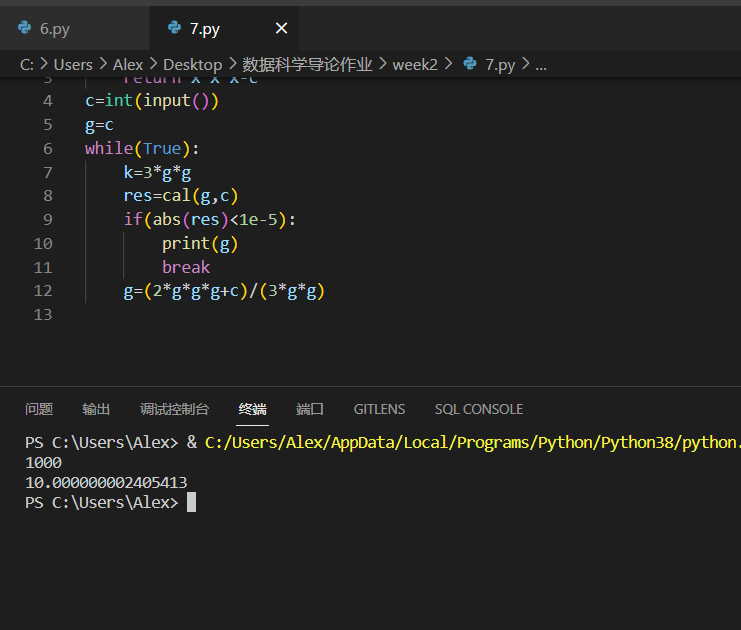 6.py 7.py
C: > Users > Alex > Desktop > 数据科学导论作业 > week2 > 7.py > ...
3 return x*x*x-c
4 c=int(input())
5 g=c
6 while(True):
7 k=3*g*g
8 res=cal(g,c)
9 if(abs(res)<1e-5):
10 print(g)
11 break
12 g=(2*g*g*g+c)/(3*g*g)
13
问题 输出 调试控制台 终端 端口 GITLENS SQL CONSOLE
PS C:\Users\Alex> & C:/Users/Alex/AppData/Local/Programs/Python/Python38/python.
1000
10.000000002405413
PS C:\Users\Alex>